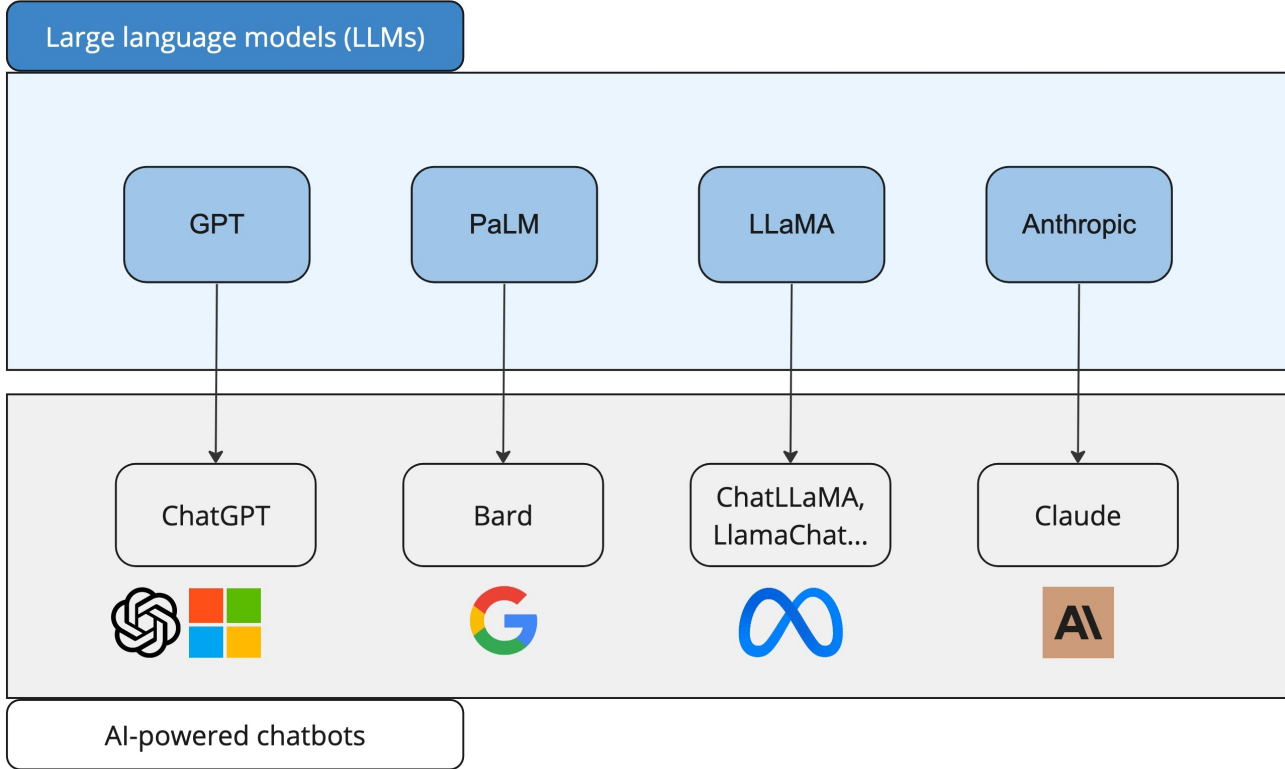 Large language models (LLMs)
GPT
PaLM
LLaMA
Anthropic
ChatGPT
Bard
ChatLLaMA,
LlamaChat...
Claude
AI-powered chatbots